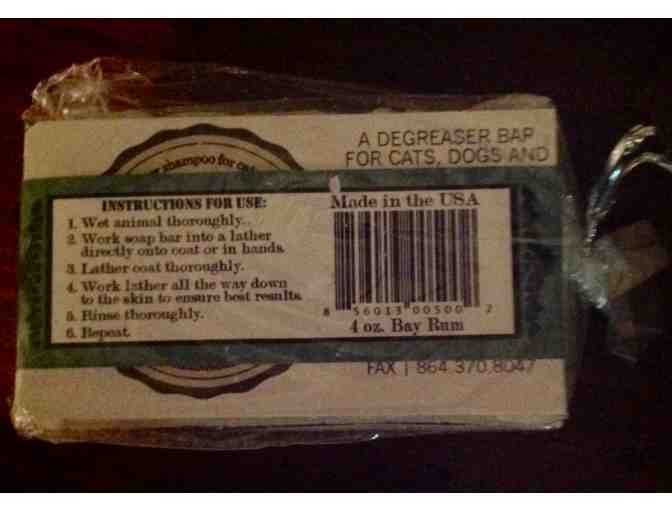 shampoo for
A DEGREASER BAR
FOR CATS, DOGS AND
INSTRUCTIONS FOR USE:
1. Wet animal thoroughly..
2. Work soap bar into a lather
directly onto coat or in hands.
3. Lather coat thoroughly.
4. Work lather all the way down
to the skin to ensure best results.
5. Rinse thoroughly.
6. Repeat.
Made in the USA
8 56013 00500 2
4 oz. Bay Rum
FAX | 864.370.8047